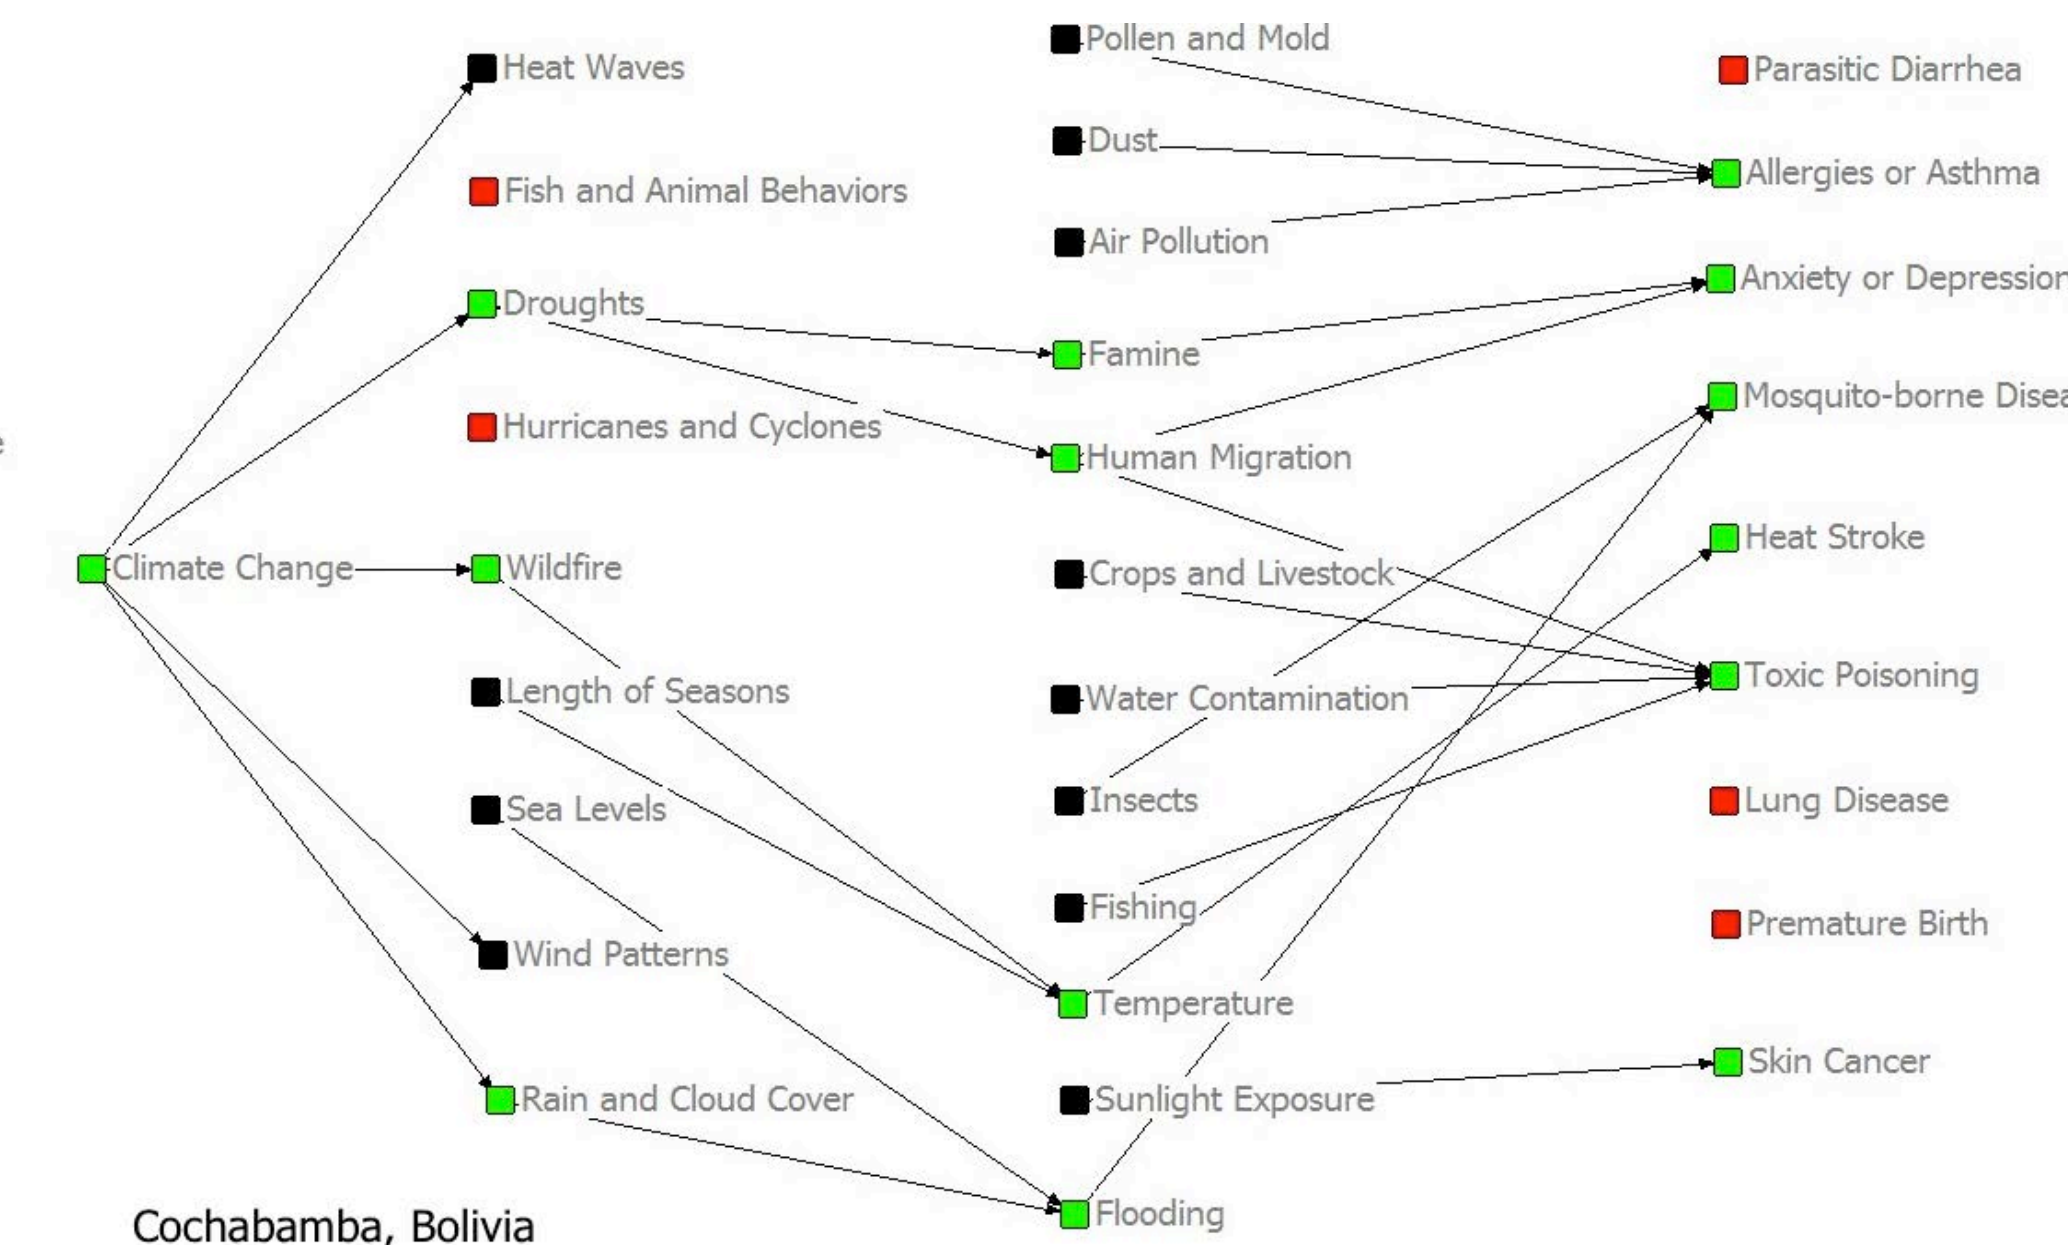 Pollen and Mold
Heat Waves
Parasitic Diarrhea
Dust
Allergies or Asthma
Fish and Animal Behaviors
Air Pollution
Anxiety or Depression
Droughts
Famine
Mosquito-borne
Hurricanes and Cyclones
Human Migration
Heat Stroke
Climate Change
Wildfire
Crops and Livestock
Toxic Poisoning
Length of Seasons
Water Contamination
Insects
Lung Disease
Sea Levels
Fishing
Premature Birth
Wind Patterns
Temperature
Skin Cancer
Rain and Cloud Cover
Sunlight Exposure
Flooding
Cochabamba, Bolivia